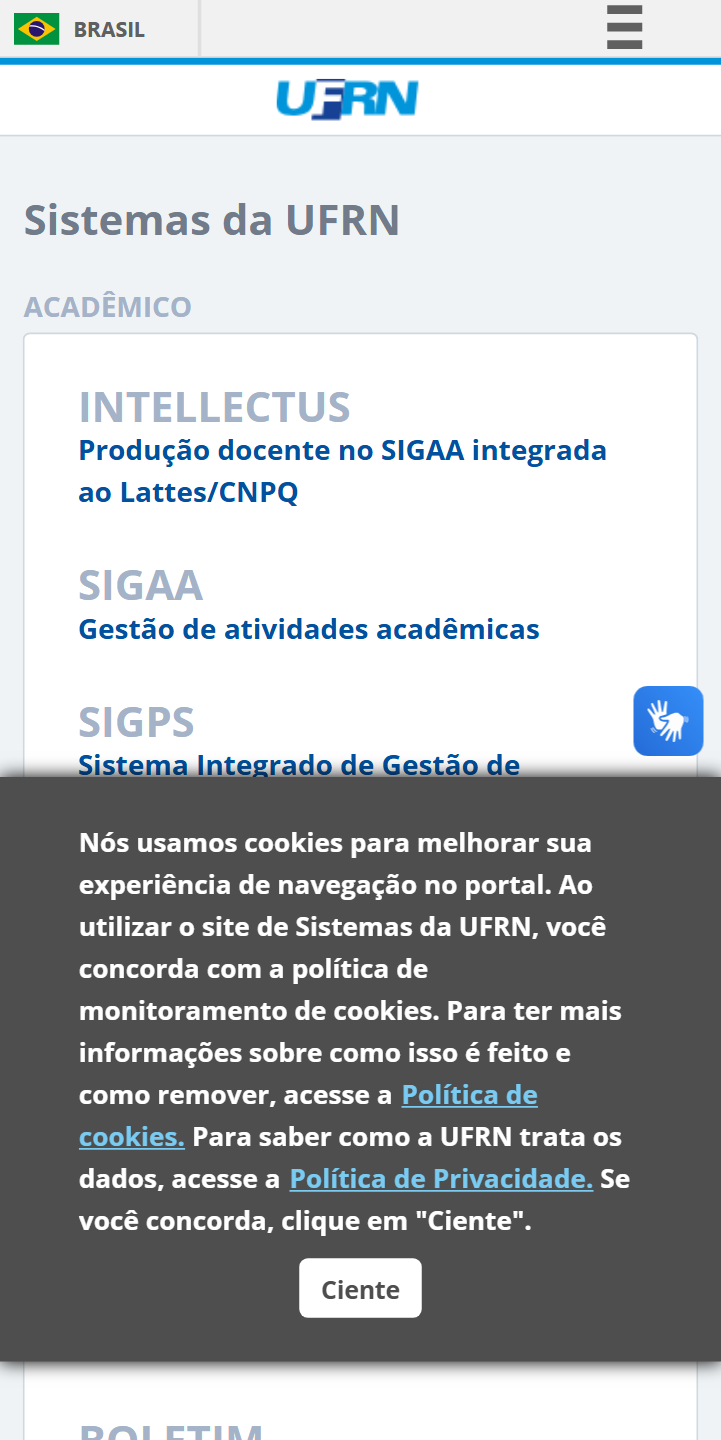 BRASIL
UFRN
Sistemas da UFRN
ACADÊMICO
INTELLECTUS
Produção docente no SIGAA integrada
ao Lattes/CNPQ
SIGAA
Gestão de atividades acadêmicas
SIGPS
Sistema Integrado de Gestão de
Nós usamos cookies para melhorar sua
experiência de navegação no portal. Ao
utilizar o site de Sistemas da UFRN, você
concorda com a política de
monitoramento de cookies. Para ter mais
informações sobre como isso é feito e
como remover, acesse a Política de
cookies. Para saber como a UFRN trata os
dados, acesse a Política de Privacidade. Se
você concorda, clique em "Ciente".
Ciente
BOLETIM